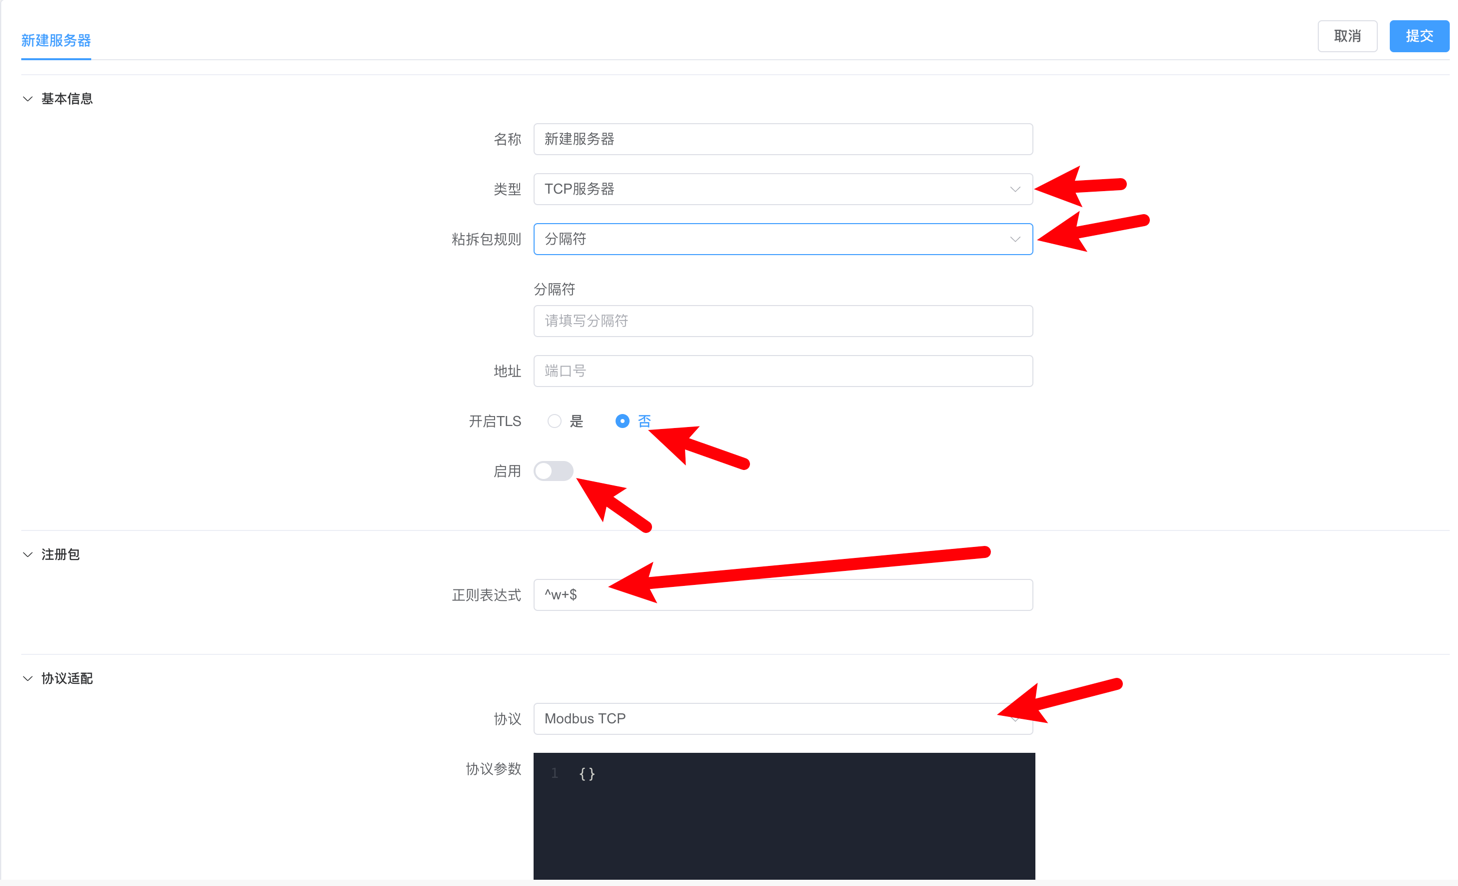 新建服务器
取消
提交
基本信息
名称 新建服务器
类型 TCP服务器
粘拆包规则 分隔符
分隔符
请填写分隔符
地址 端口号
开启TLS 是 否
启用
注册包
正则表达式 ^w+$
协议适配
协议 Modbus TCP
协议参数 1 {}